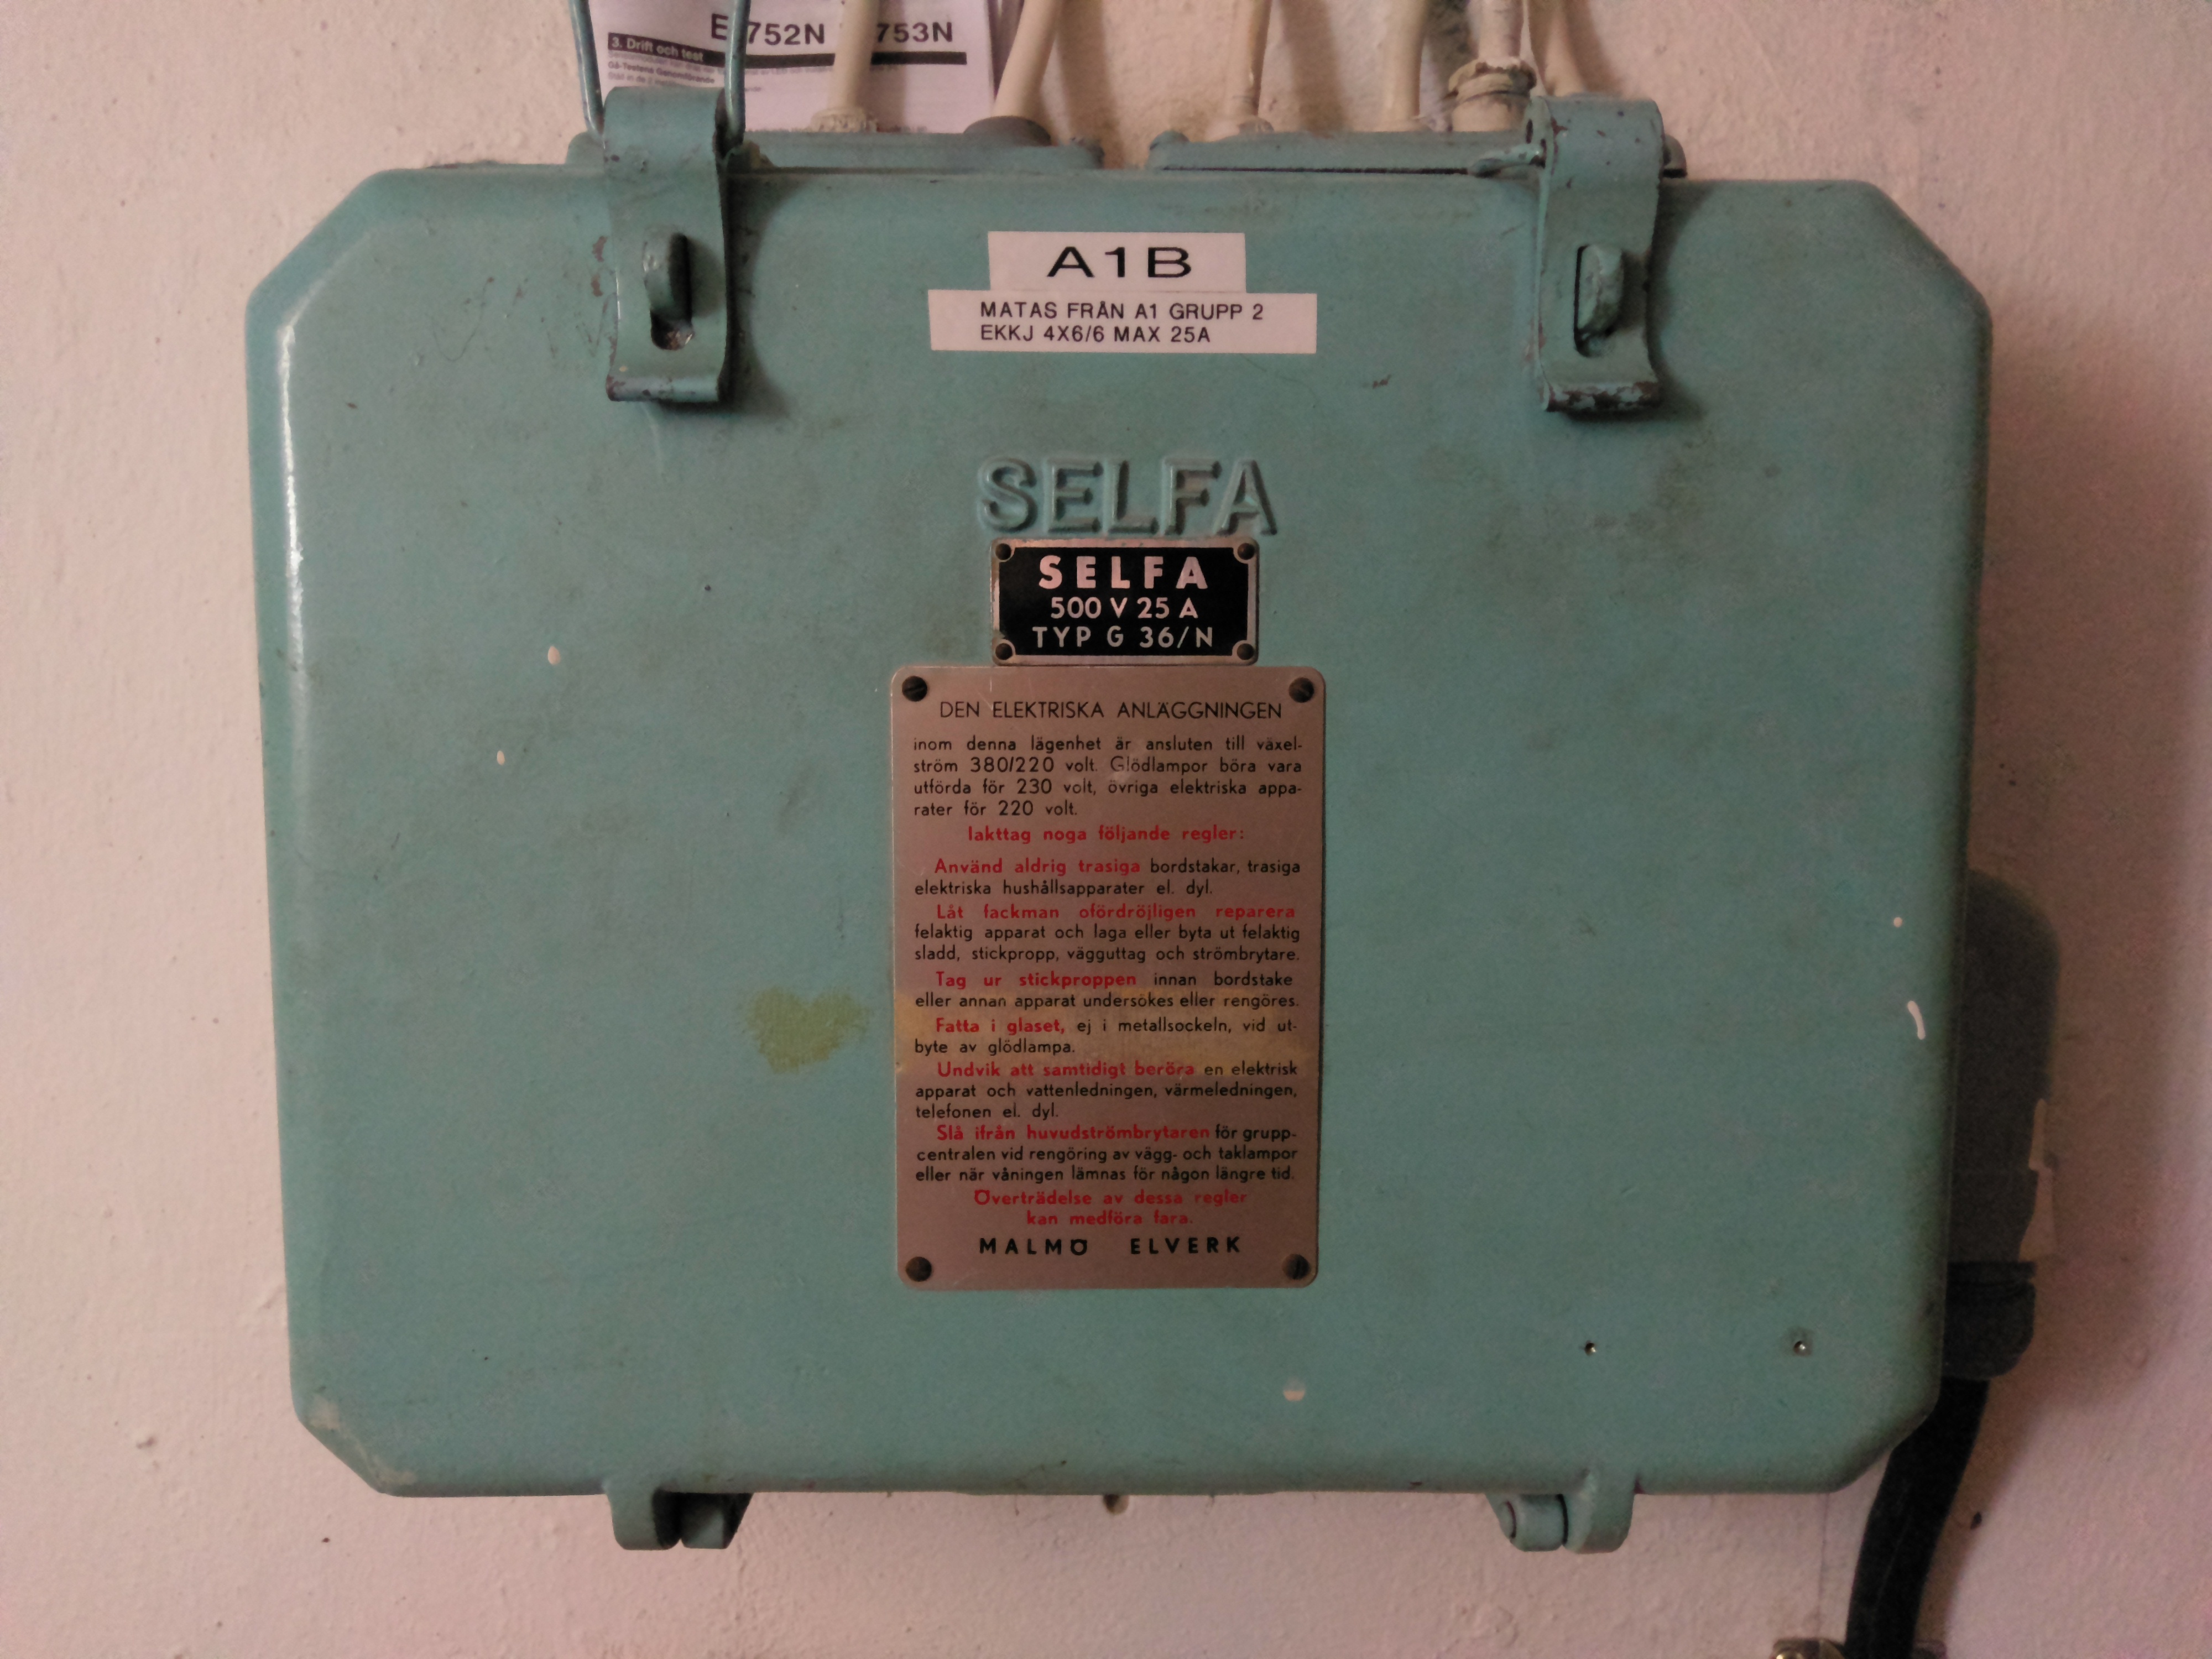 752N 753N
3. Drift och test
A1B
MATAS FRÅN A1 GRUPP 2
EKKJ 4X6/6 MAX 25A
SELFA
SELFA
500 V 25 A
TYP G 36/N
DEN ELEKTRISKA ANLÄGGNINGEN
inom denna lägenhet är ansluten till växel-
ström 380/220 volt. Glödlampor böra vara
utförda för 230 volt, övriga elektriska appa-
rater för 220 volt.
Iakttag noga följande regler:
Använd aldrig trasiga bordstakar, trasiga
elektriska hushållsapparater el. dyl.
Låt fackman ofördröjligen reparera
felaktig apparat och laga eller byta ut felaktig
sladd, stickpropp, vägguttag och strömbrytare.
Tag ur stickproppen innan bordstake
eller annan apparat undersökes eller rengöres.
Fatta i glaset, ej i metallsockeln, vid ut-
byte av glödlampa.
Undvik att samtidigt beröra en elektrisk
apparat och vattenledningen, värmeledningen,
telefonen el. dyl.
Slå ifrån huvudströmbrytaren för grupp-
centralen vid rengöring av vägg- och taklampor
eller när våningen lämnas för någon längre tid.
Överträdelse av dessa regler
kan medföra fara.
MALMÖ ELVERK